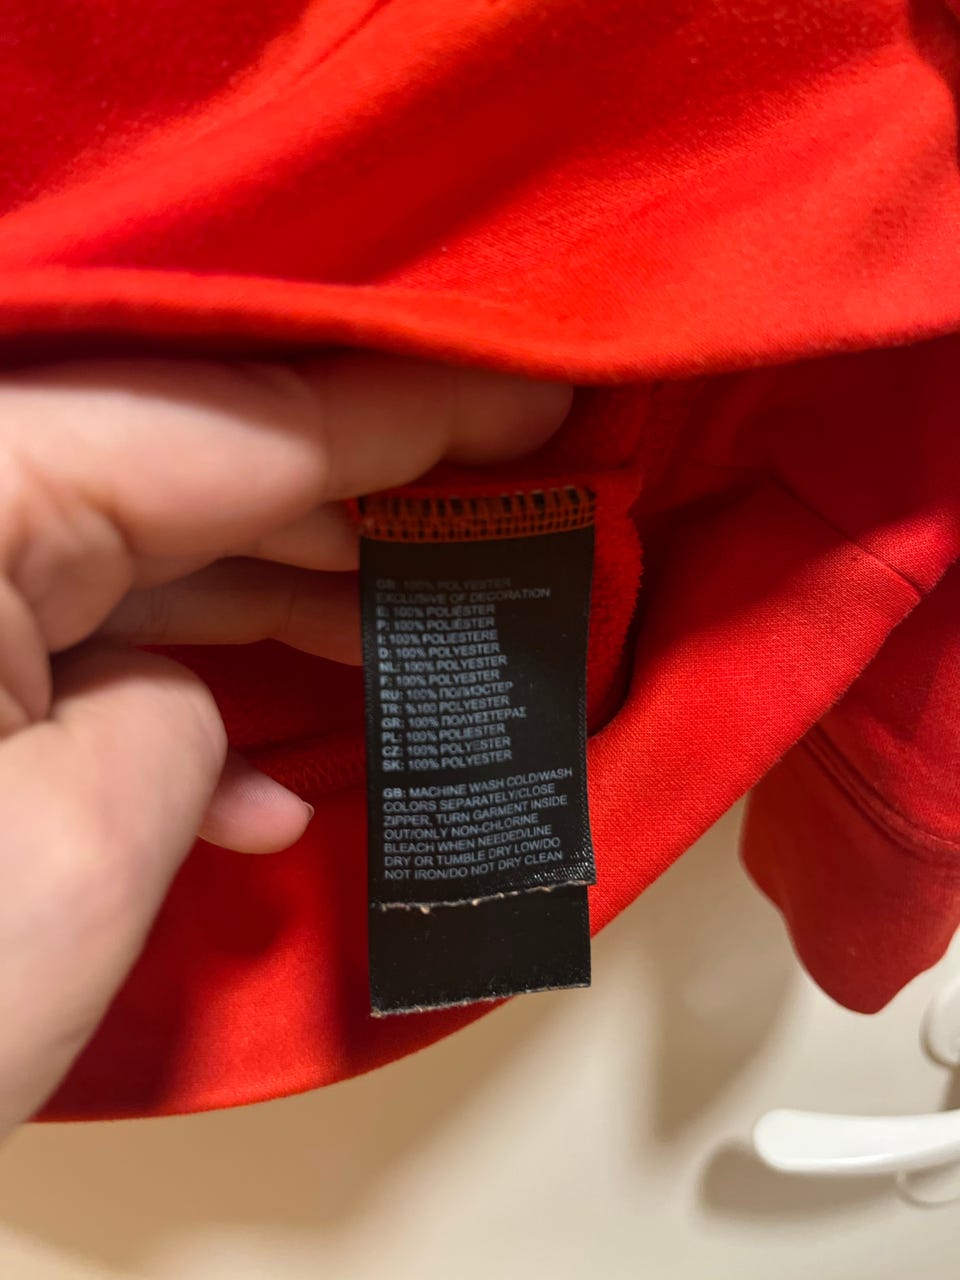 GB: 100% POLYESTER
EXCLUSIVE OF DECORATION
E: 100% POLIÉSTER
P: 100% POLIÉSTER
I: 100% POLIESTERE
D: 100% POLYESTER
NL: 100% POLYESTER
F: 100% POLYESTER
RU: 100% ПОЛИЭСТЕР
TR: %100 POLYESTER
GR: 100% ΠΟΛΥΕΣΤΕΡΑΣ
PL: 100% POLIESTER
CZ: 100% POLYESTER
SK: 100% POLYESTER
GB: MACHINE WASH COLD/WASH
COLORS SEPARATELY/CLOSE
ZIPPER, TURN GARMENT INSIDE
OUT/ONLY NON-CHLORINE
BLEACH WHEN NEEDED/LINE
DRY OR TUMBLE DRY LOW/DO
NOT IRON/DO NOT DRY CLEAN